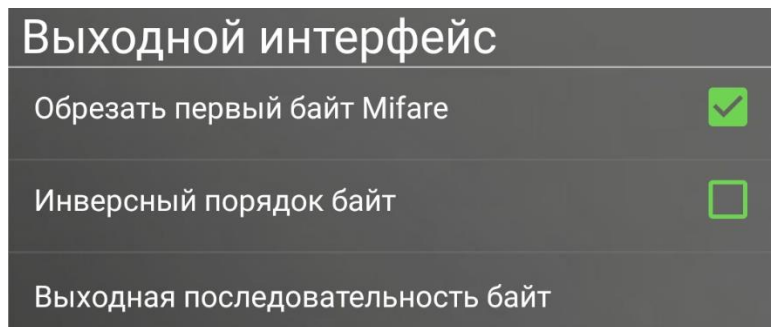 Выходной интерфейс
Обрезать первый байт Mifare
Инверсный порядок байт
Выходная последовательность байт